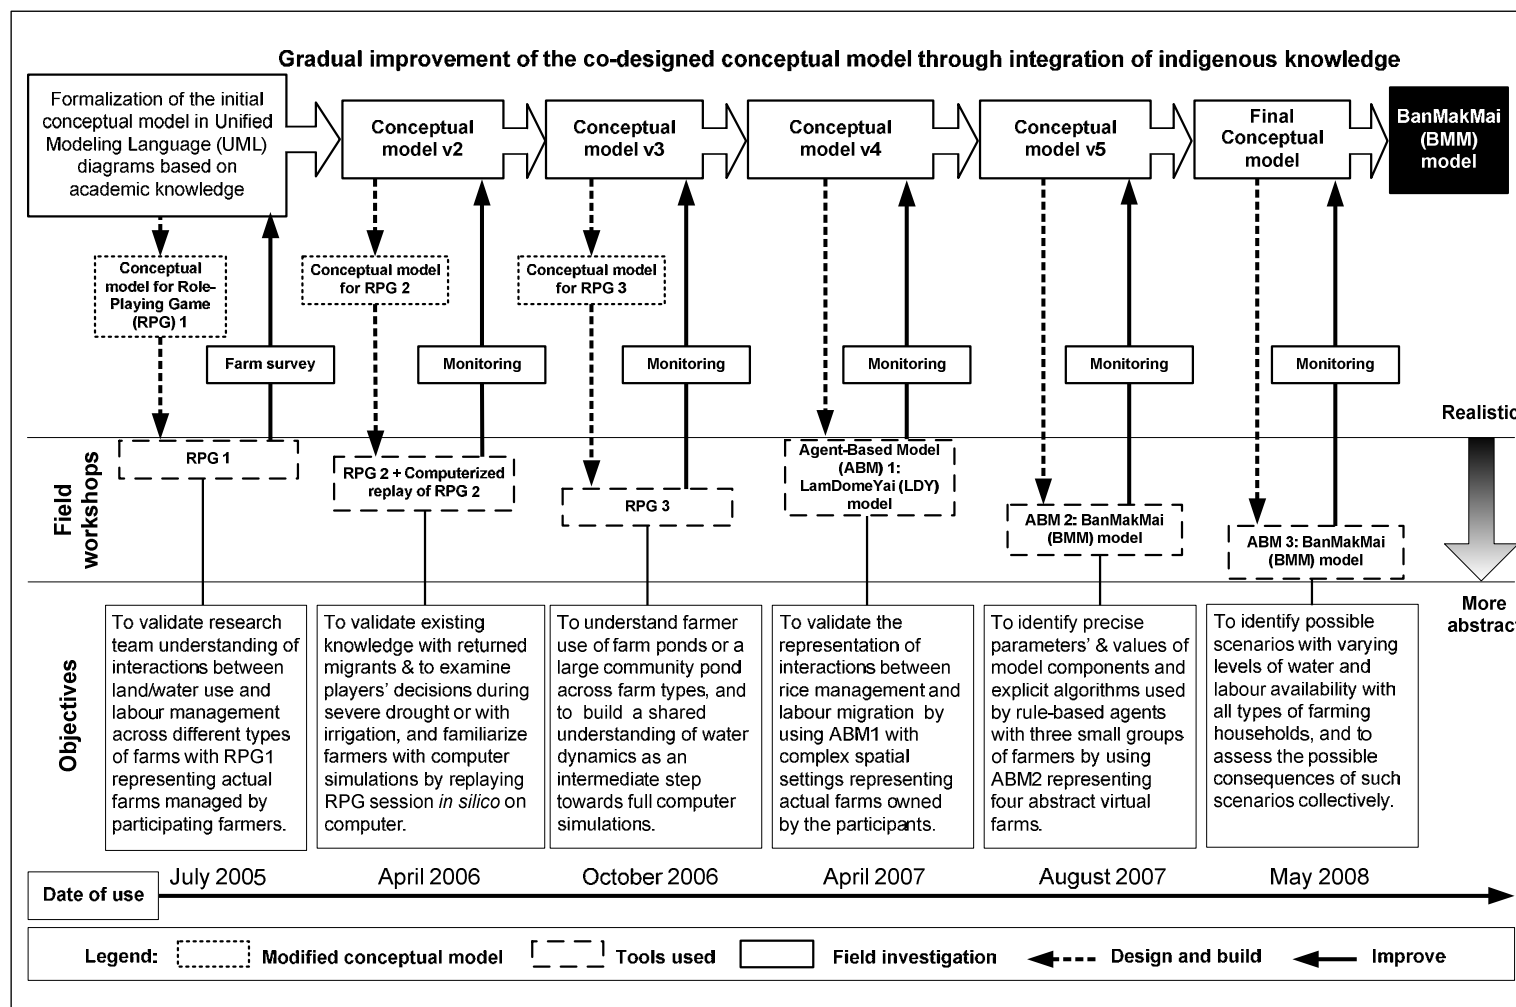 Gradual improvement of the co-designed conceptual model through integration of indigenous knowledge
Formalization of the initial
conceptual model in Unified
Modeling Language (UML)
diagrams based on
academic knowledge
Conceptual
model v2
Conceptual
model v3
Conceptual
model v4
Conceptual
model v5
Final
Conceptual
model
BanMakMai
(BMM)
model
Conceptual
model for Role-
Playing Game
(RPG) 1
Conceptual model
for RPG 2
Conceptual model
for RPG 3
Farm survey
Monitoring
Monitoring
Monitoring
Monitoring
Monitoring
Realistic
Field
workshops
RPG 1
RPG 2 + Computerized
replay of RPG 2
RPG 3
Agent-Based Model
(ABM) 1:
LamDomeYai (LDY)
model
ABM 2: BanMakMai
(BMM) model
ABM 3: BanMakMai
(BMM) model
More
abstract
Objectives
To validate research
team understanding of
interactions between
land/water use and
labour management
across different types
of farms with RPG1
representing actual
farms managed by
participating farmers.
To validate existing
knowledge with returned
migrants & to examine
players' decisions during
severe drought or with
irrigation, and familiarize
farmers with computer
simulations by replaying
RPG session in silico on
computer.
To understand farmer
use of farm ponds or a
large community pond
across farm types, and
to build a shared
understanding of water
dynamics as an
intermediate step
towards full computer
simulations.
To validate the
representation of
interactions between
rice management and
labour migration by
using ABM1 with
complex spatial
settings representing
actual farms owned
by the participants.
To identify precise
parameters' & values of
model components and
explicit algorithms used
by rule-based agents
with three small groups
of farmers by using
ABM2 representing
four abstract virtual
farms.
To identify possible
scenarios with varying
levels of water and
labour availability with
all types of farming
households, and to
assess the possible
consequences of such
scenarios collectively.
Date of use
July 2005
April 2006
October 2006
April 2007
August 2007
May 2008
Legend:
Modified conceptual model
Tools used
Field investigation
Design and build
Improve